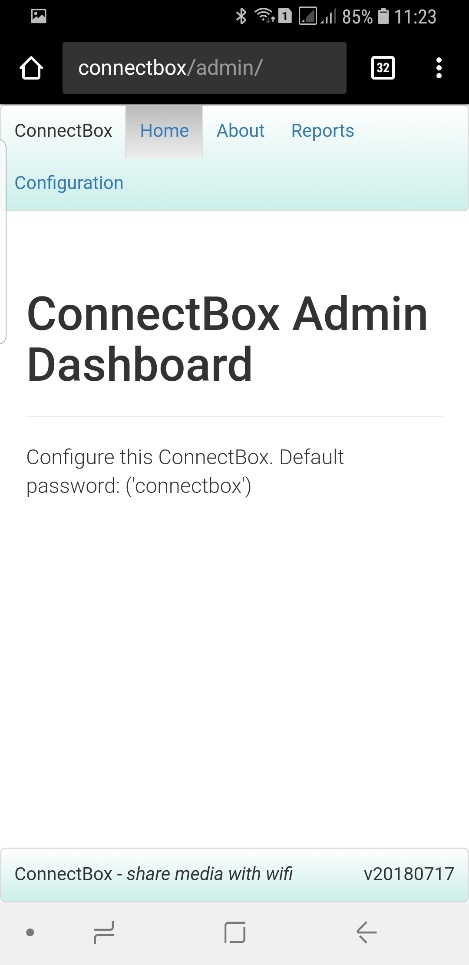 1 85% 11:23
connectbox/admin/ 32
ConnectBox Home About Reports
Configuration
ConnectBox Admin
Dashboard
Configure this ConnectBox. Default
password: ('connectbox')
ConnectBox - share media with wifi v20180717